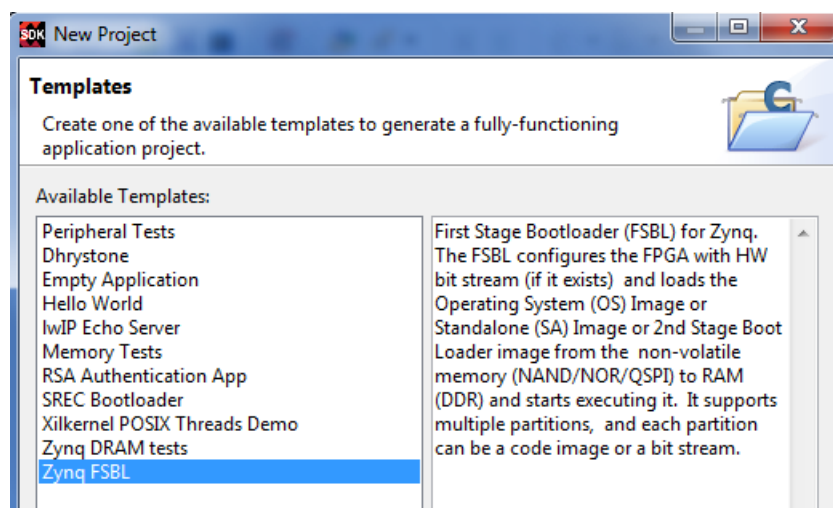 SDK New Project
Templates
Create one of the available templates to generate a fully-functioning
application project.
C
Available Templates:
Peripheral Tests
Dhrystone
Empty Application
Hello World
lwIP Echo Server
Memory Tests
RSA Authentication App
SREC Bootloader
Xilkernel POSIX Threads Demo
Zynq DRAM tests
Zynq FSBL
First Stage Bootloader (FSBL) for Zynq.
The FSBL configures the FPGA with HW
bit stream (if it exists)  and loads the
Operating System (OS) Image or
Standalone (SA) Image or 2nd Stage Boot
Loader image from the  non-volatile
memory (NAND/NOR/QSPI) to RAM
(DDR) and starts executing it.  It supports
multiple partitions,  and each partition
can be a code image or a bit stream.